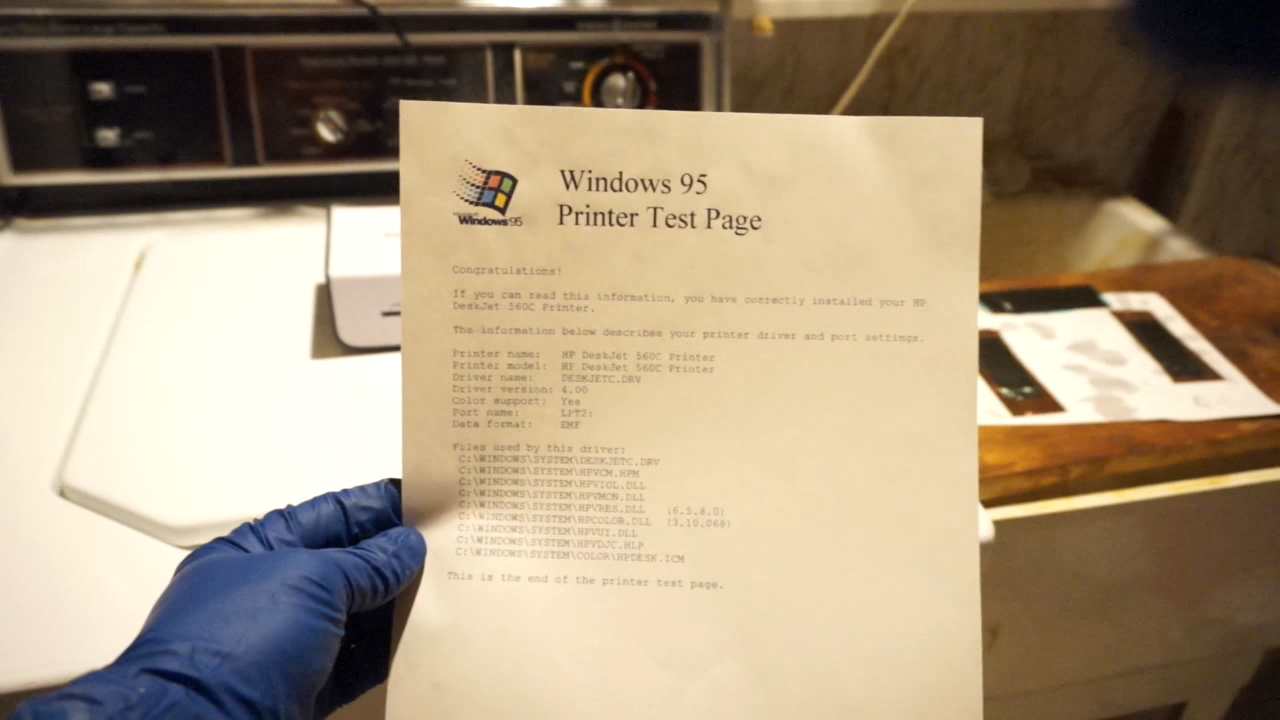 Windows 95
Windows 95
Printer Test Page
Congratulations!
If you can read this information, you have correctly installed your HP
DeskJet 560C Printer.
The information below describes your printer driver and port settings.
Printer name: HP DeskJet 560C Printer
Printer model: HP DeskJet 560C Printer
Driver name: DESKJETC.DRV
Driver version: 4.00
Color support: Yes
Port name: LPT2:
Data format: EMF
Files used by this driver:
C:\WINDOWS\SYSTEM\DESKJETC.DRV
C:\WINDOWS\SYSTEM\HPVCM.HPM
C:\WINDOWS\SYSTEM\HPVIOL.DLL
C:\WINDOWS\SYSTEM\HPVMON.DLL
C:\WINDOWS\SYSTEM\HPVRES.DLL (6.5.8.0)
C:\WINDOWS\SYSTEM\HPCOLOR.DLL (3.10.068)
C:\WINDOWS\SYSTEM\HPVUI.DLL
C:\WINDOWS\SYSTEM\HPVDJC.HLP
C:\WINDOWS\SYSTEM\COLOR\HPDESK.ICM
This is the end of the printer test page.